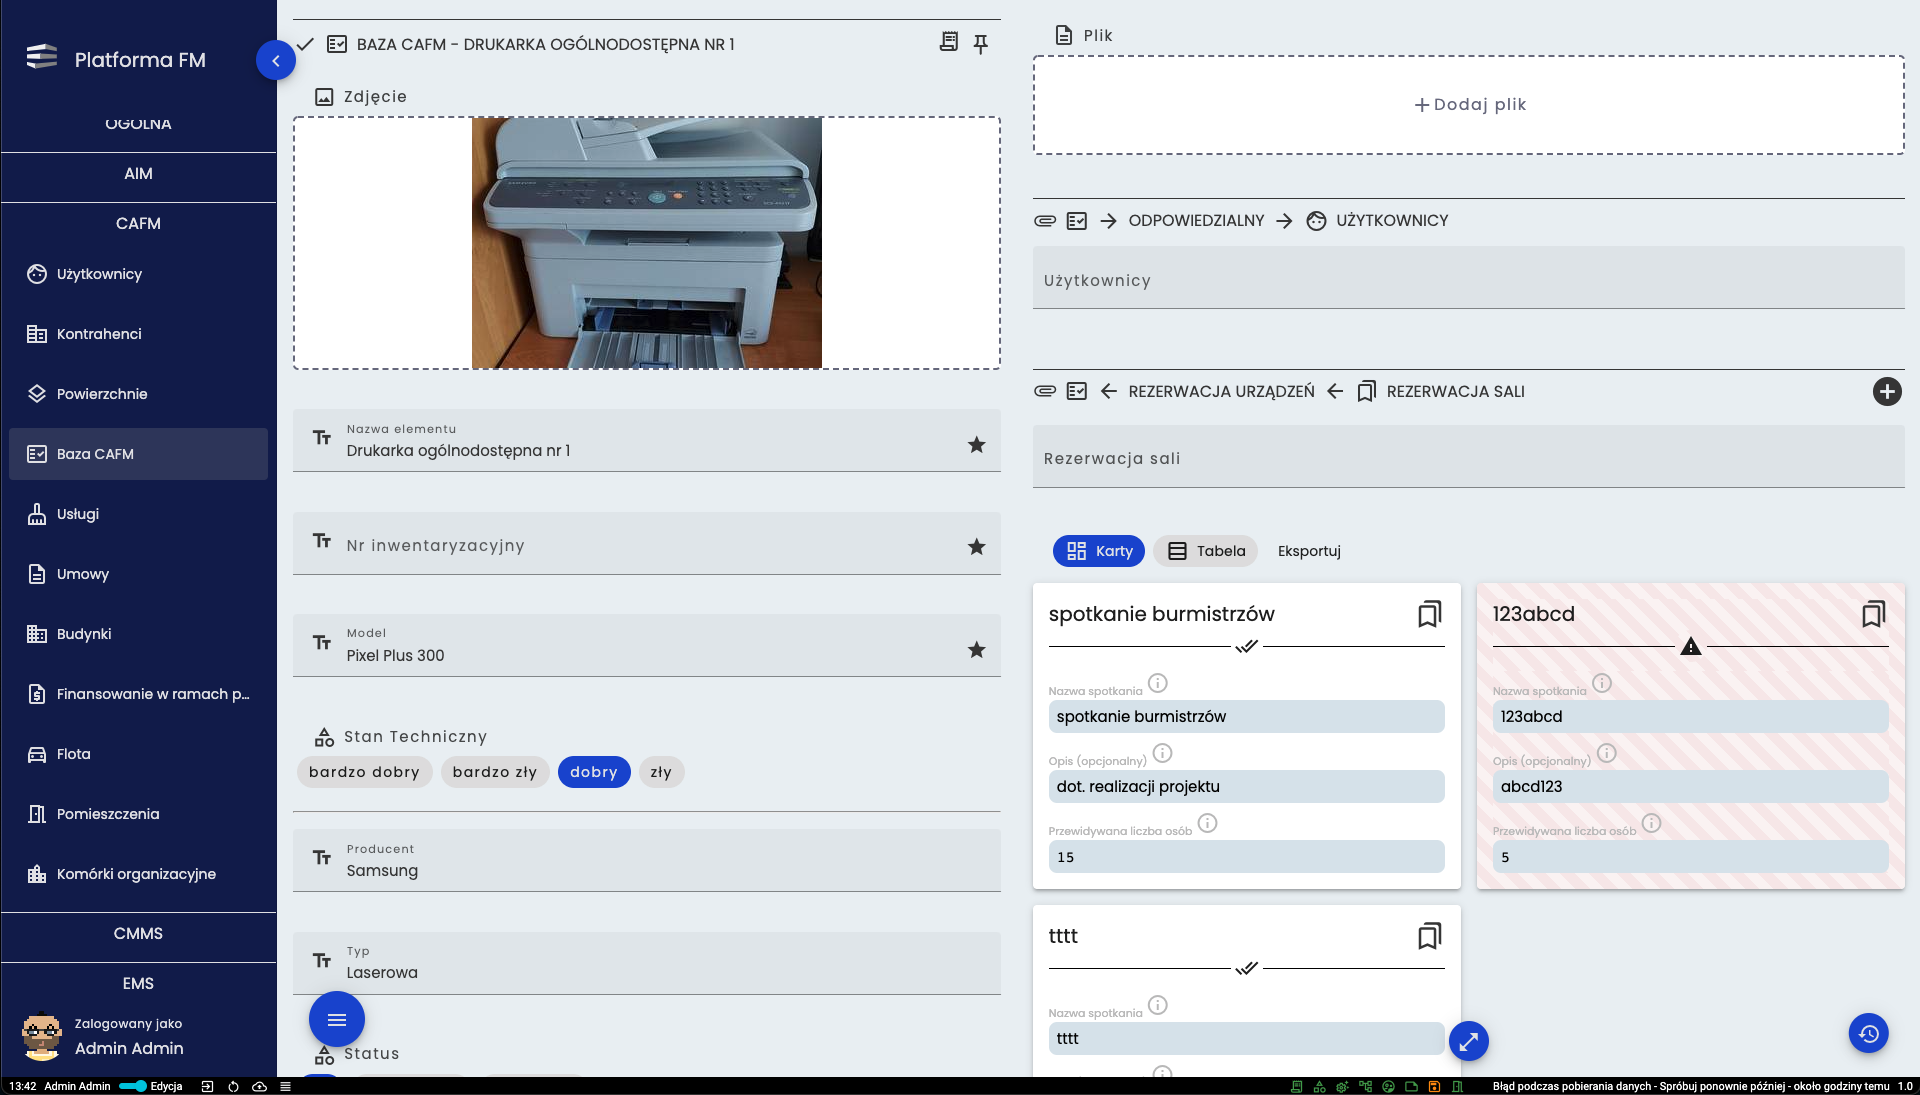 Platforma FM
OGÓLNA
AIM
CAFM
Użytkownicy
Kontrahenci
Powierzchnie
Baza CAFM
Usługi
Umowy
Budynki
Finansowanie w ramach p...
Flota
Pomieszczenia
Komórki organizacyjne
CMMS
EMS
Zalogowany jako
Admin Admin
BAZA CAFM - DRUKARKA OGÓLNODOSTĘPNA NR 1
Zdjęcie
Nazwa elementu
Drukarka ogólnodostępna nr 1
Nr inwentaryzacyjny
Model
Pixel Plus 300
Stan Techniczny
bardzo dobry bardzo zły dobry zły
Producent
Samsung
Typ
Laserowa
Status
Plik
Dodaj plik
ODPOWIEDZIALNY UŻYTKOWNICY
Użytkownicy
REZERWACJA URZĄDZEŃ REZERWACJA SALI
Rezerwacja sali
Karty Tabela Eksportuj
spotkanie burmistrzów
Nazwa spotkania
spotkanie burmistrzów
Opis (opcjonalny)
dot. realizacji projektu
Przewidywana liczba osób
15
123abcd
Nazwa spotkania
123abcd
Opis (opcjonalny)
abcd123
Przewidywana liczba osób
5
tttt
Nazwa spotkania
tttt
13:42 Admin Admin Edycja
Błąd podczas pobierania danych - Spróbuj ponownie później - około godziny temu 1.0